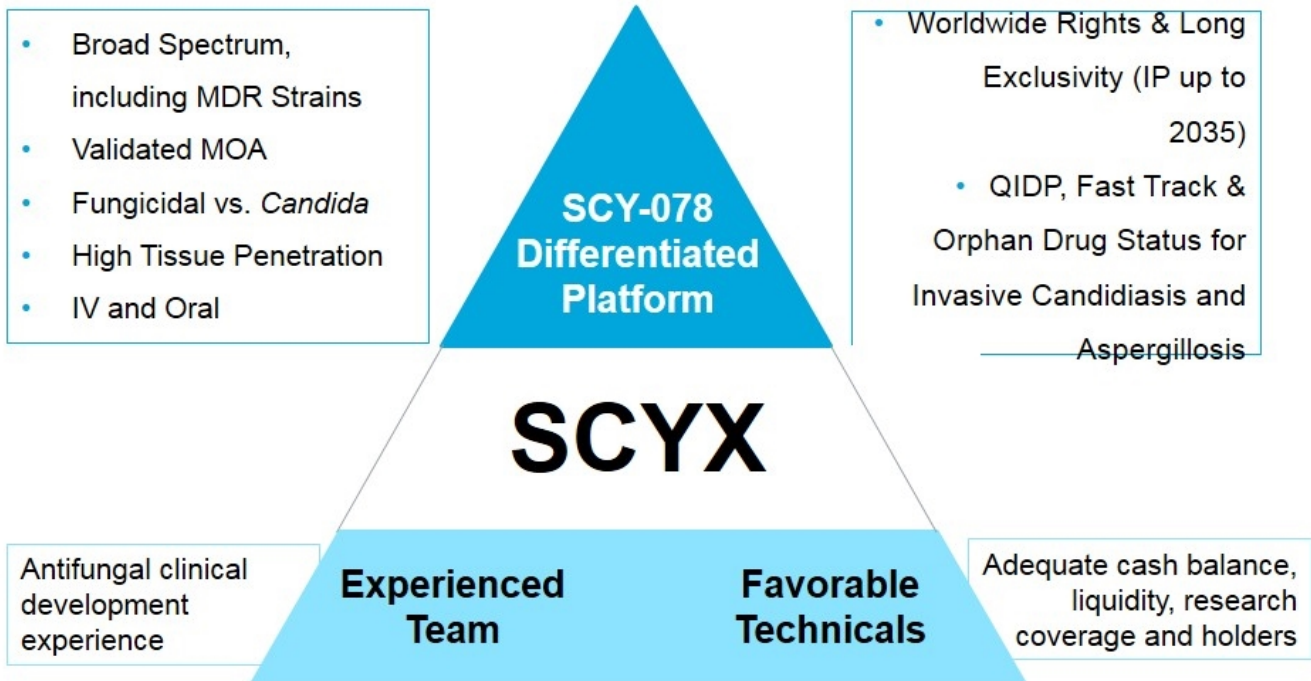 • Broad Spectrum,
including MDR Strains
• Validated MOA
• Fungicidal vs. Candida
• High Tissue Penetration
• IV and Oral
• Worldwide Rights & Long
Exclusivity (IP up to
2035)
• QIDP, Fast Track &
Orphan Drug Status for
Invasive Candidiasis and
Aspergillosis
SCY-078
Differentiated
Platform
SCYX
Antifungal clinical
development
experience
Experienced
Team
Favorable
Technicals
Adequate cash balance,
liquidity, research
coverage and holders